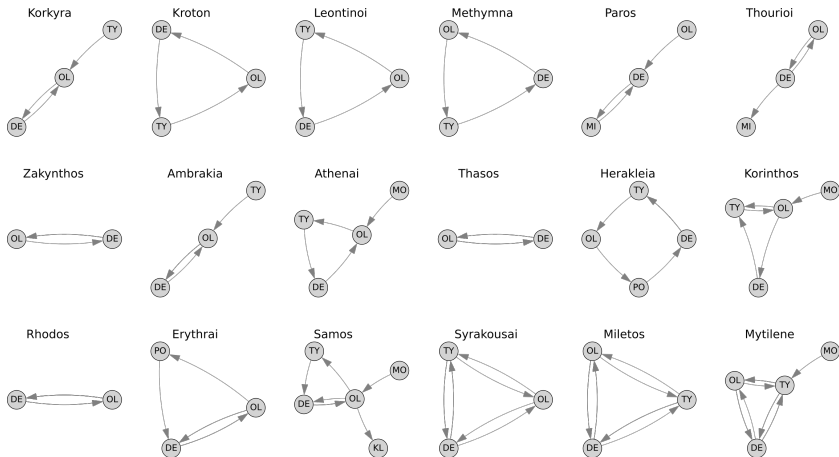 Korkyra
Kroton
Leontinoi
Methymna
Paros
Thourioi
TY
OL
DE
DE
OL
TY
TY
OL
DE
OL
DE
TY
OL
DE
MI
OL
DE
MI
Zakynthos
Ambrakia
Athenai
Thasos
Herakleia
Korinthos
OL
DE
TY
OL
DE
MO
TY
OL
DE
OL
DE
TY
OL
DE
PO
MO
TY
OL
DE
Rhodos
Erythrai
Samos
Syrakousai
Miletos
Mytilene
DE
OL
PO
OL
DE
TY
MO
DE
OL
KL
TY
OL
DE
OL
TY
DE
MO
OL
TY
DE